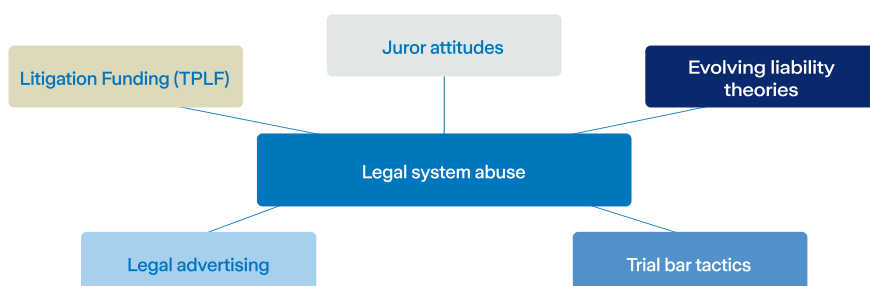 Juror attitudes
Litigation Funding (TPLF)
Evolving liability
theories
Legal system abuse
Legal advertising
Trial bar tactics